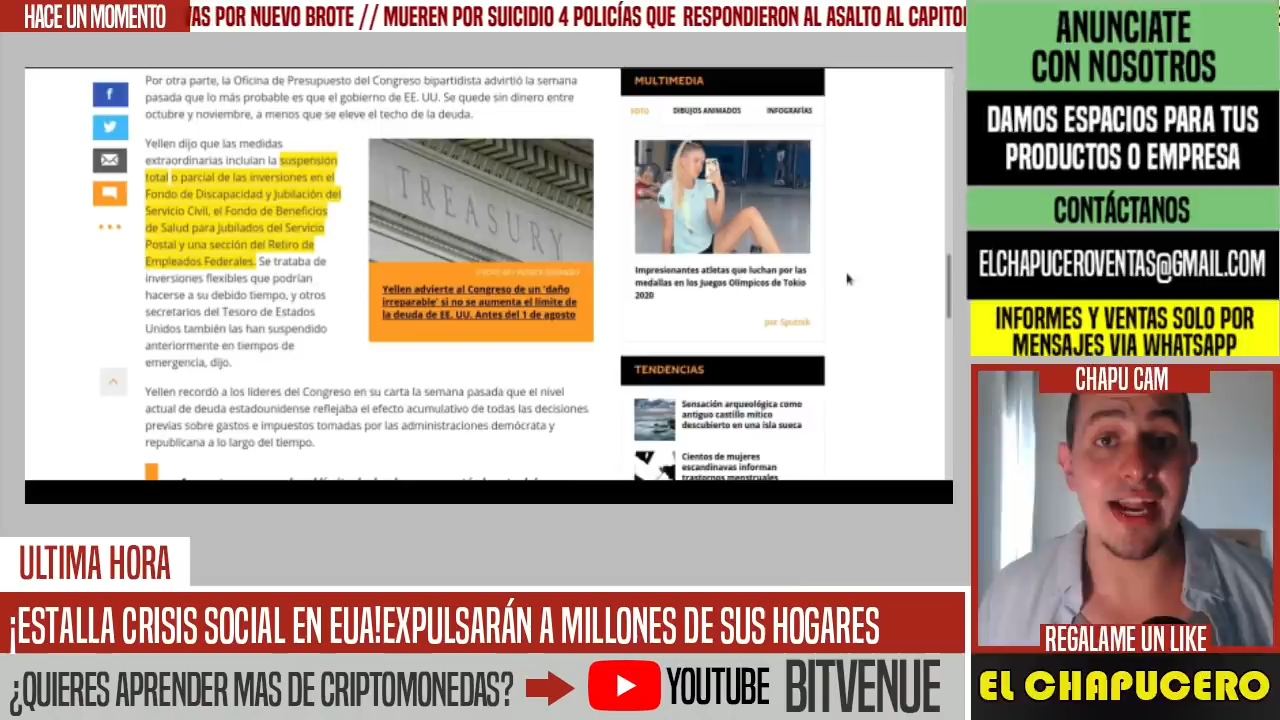 HACE UN MOMENTO
VAS POR NUEVO BROTE // MUEREN POR SUICIDIO 4 POLICÍAS QUE RESPONDIERON AL ASALTO AL CAPITOL
Por otra parte, la Oficina de Presupuesto del Congreso bipartidista advirtió la semana
pasada que lo más probable es que el gobierno de EE. UU. Se quede sin dinero entre
octubre y noviembre, a menos que se eleve el techo de la deuda.
Yellen dijo que las medidas
extraordinarias incluían la suspensión
total o parcial de las inversiones en el
Fondo de Discapacidad y Jubilación del
Servicio Civil, el Fondo de Beneficios
de Salud para Jubilados del Servicio
Postal y una sección del Retiro de
Empleados Federales. Se trataba de
inversiones flexibles que podrían
hacerse a su debido tiempo, y otros
secretarios del Tesoro de Estados
Unidos también las han suspendido
anteriormente en tiempos de
emergencia, dijo.
TREASURY
Yellen advierte al Congreso de un 'daño
irreparable' si no se aumenta el límite de
la deuda de EE. UU. Antes del 1 de agosto
Yellen recordó a los líderes del Congreso en su carta la semana pasada que el nivel
actual de deuda estadounidense reflejaba el efecto acumulativo de todas las decisiones
previas sobre gastos e impuestos tomadas por las administraciones demócrata y
republicana a lo largo del tiempo.
MULTIMEDIA
FOTO DIBUJOS ANIMADOS INFOGRAFÍAS
Impresionantes atletas que luchan por las
medallas en los Juegos Olímpicos de Tokio
2020
por Sputnik
TENDENCIAS
Sensación arqueológica como
antiguo castillo mítico
descubierto en una isla sueca
Cientos de mujeres
escandinavas informan
trastornos menstruales
ANUNCIATE
CON NOSOTROS
DAMOS ESPACIOS PARA TUS
PRODUCTOS O EMPRESA
CONTÁCTANOS
ELCHAPUCEROVENTAS@GMAIL.COM
INFORMES Y VENTAS SOLO POR
MENSAJES VIA WHATSAPP
CHAPU CAM
REGALAME UN LIKE
EL CHAPUCERO
ULTIMA HORA
¡ESTALLA CRISIS SOCIAL EN EUA!EXPULSARÁN A MILLONES DE SUS HOGARES
¿QUIERES APRENDER MAS DE CRIPTOMONEDAS?
YOUTUBE
BITVENUE